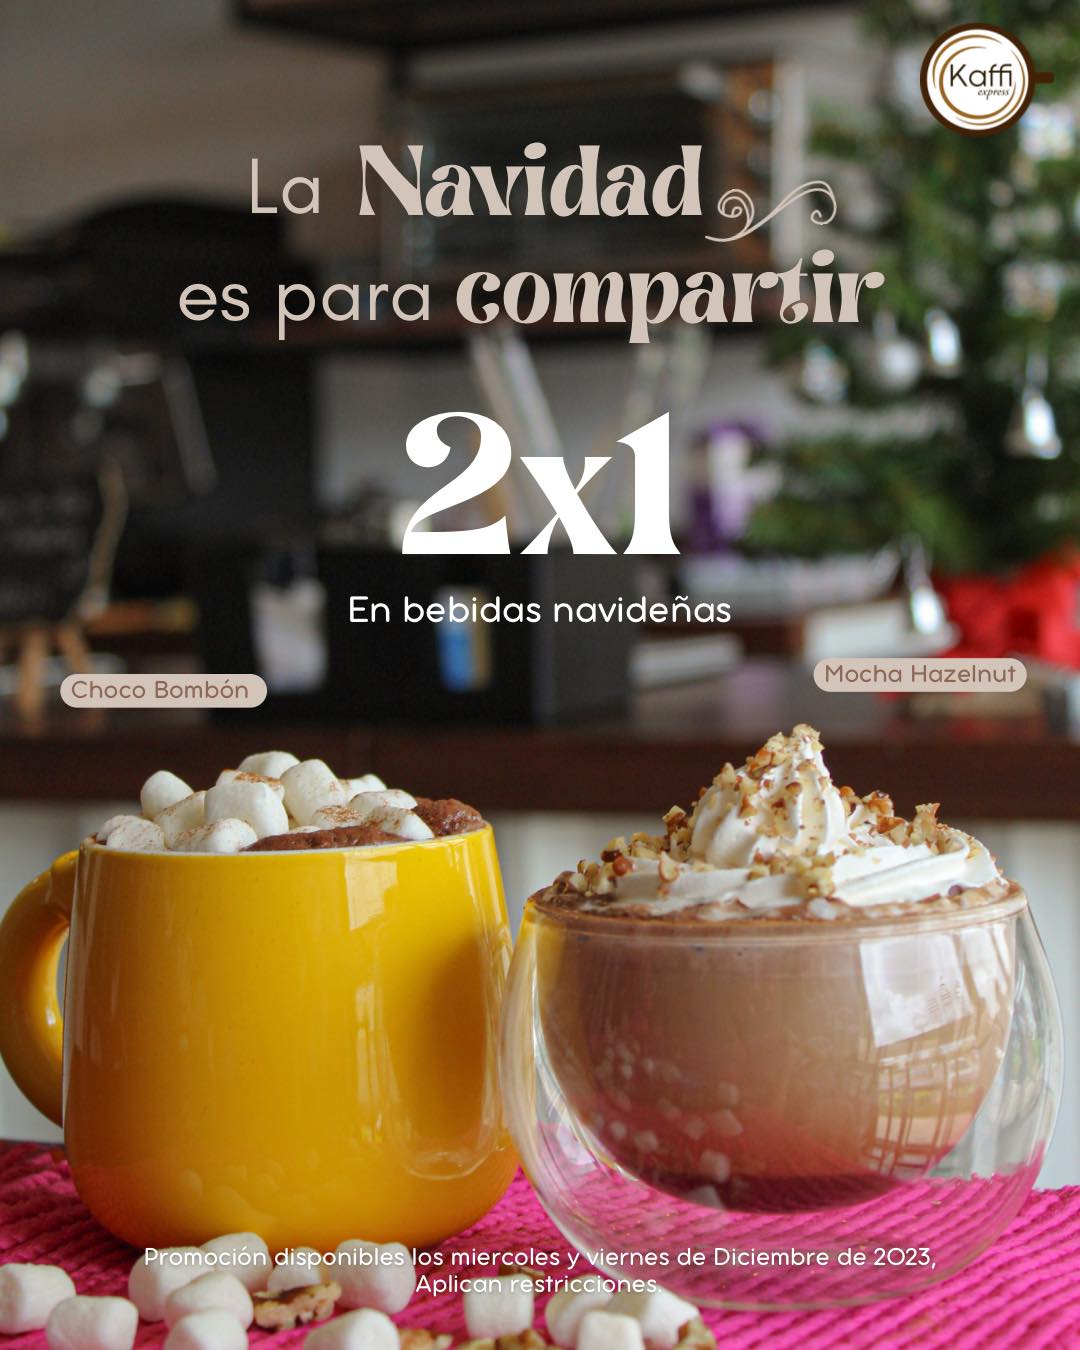 Kaffi
express
La Navidad
es para compartir
2x1
En bebidas navideñas
Mocha Hazelnut
Choco Bombón
Promoción disponibles los miercoles y viernes de Diciembre de 2023,
Aplican restricciones.